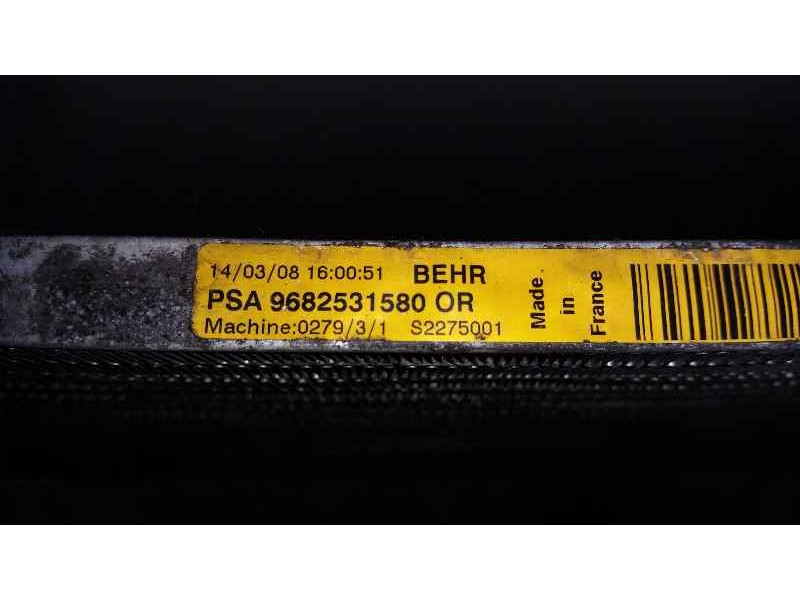 14/03/08 16:00:51 BEHR
PSA 9682531580 OR
Machine:0279/3/1 S2275001
Made
in
France